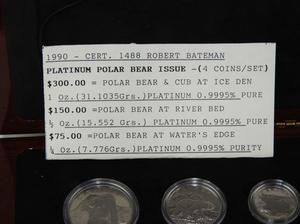 1990 - CERT. 1488 ROBERT BATEMAN
PLATINUM POLAR BEAR ISSUE -(4 COINS/SET)
$300.00 = POLAR BEAR & CUB AT ICE DEN
1 Oz.(31.1035Grs.)PLATINUM 0.9995% PURE
$150.00 =POLAR BEAR AT RIVER BED
½ Oz.(15.552 Grs.) PLATINUM 0.9995% PURE
$75.00 =POLAR BEAR AT WATER'S EDGE
¼ Oz.(7.776Grs.)PLATINUM 0.9995% PURITY